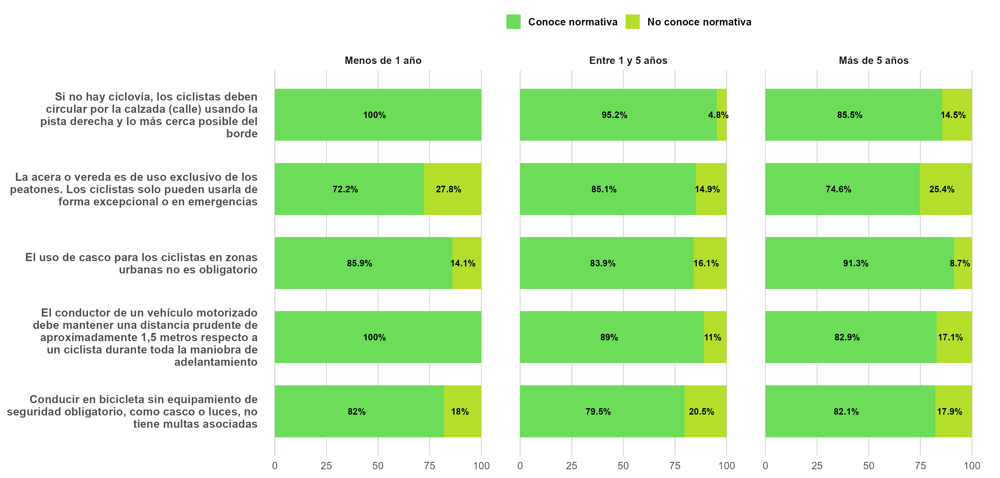 Conoce normativa No conoce normativa
Menos de 1 año Entre 1 y 5 años Más de 5 años
Si no hay ciclovía, los ciclistas deben
circular por la calzada (calle) usando la
pista derecha y lo más cerca posible del
borde
100% 95.2% 4.8% 85.5% 14.5%
La acera o vereda es de uso exclusivo de los
peatones. Los ciclistas solo pueden usarla de
forma excepcional o en emergencias
72.2% 27.8% 85.1% 14.9% 74.6% 25.4%
El uso de casco para los ciclistas en zonas
urbanas no es obligatorio
85.9% 14.1% 83.9% 16.1% 91.3% 8.7%
El conductor de un vehículo motorizado
debe mantener una distancia prudente de
aproximadamente 1,5 metros respecto a
un ciclista durante toda la maniobra de
adelantamiento
100% 89% 11% 82.9% 17.1%
Conducir en bicicleta sin equipamiento de
seguridad obligatorio, como casco o luces, no
tiene multas asociadas
82% 18% 79.5% 20.5% 82.1% 17.9%
0 25 50 75 100 0 25 50 75 100 0 25 50 75 100